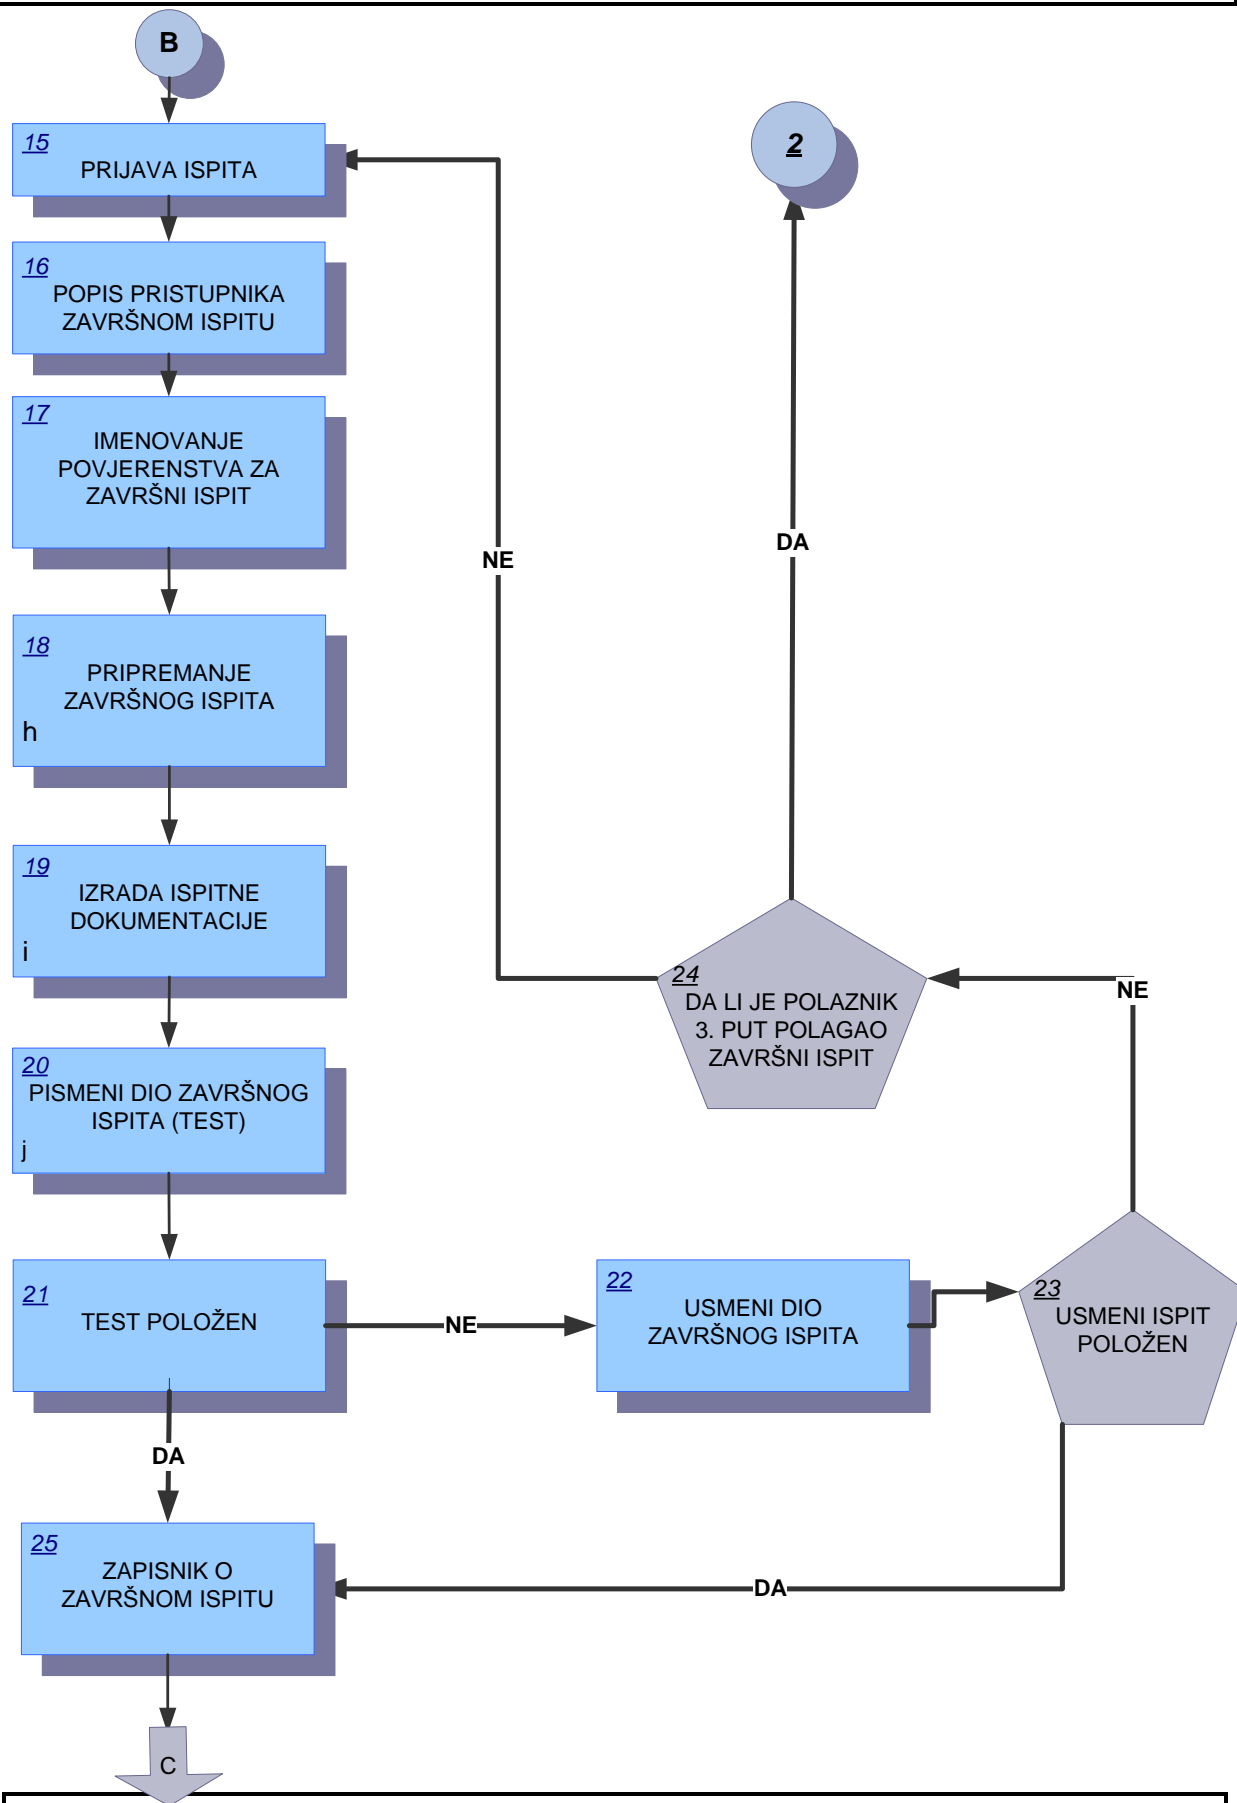 B
15
PRIJAVA ISPITA
2
16
POPIS PRISTUPNIKA
ZAVRŠNOM ISPITU
17
IMENOVANJE
POVJERENSTVA ZA
ZAVRŠNI ISPIT
NE
DA
18
PRIPREMANJE
ZAVRŠNOG ISPITA
h
19
IZRADA ISPITNE
DOKUMENTACIJE
i
24
DA LI JE POLAZNIK
3. PUT POLAGAO
ZAVRŠNI ISPIT
NE
20
PISMENI DIO ZAVRŠNOG
ISPITA (TEST)
j
21
TEST POLOŽEN
NE
22
USMENI DIO
ZAVRŠNOG ISPITA
23
USMENI ISPIT
POLOŽEN
DA
25
ZAPISNIK O
ZAVRŠNOM ISPITU
DA
C